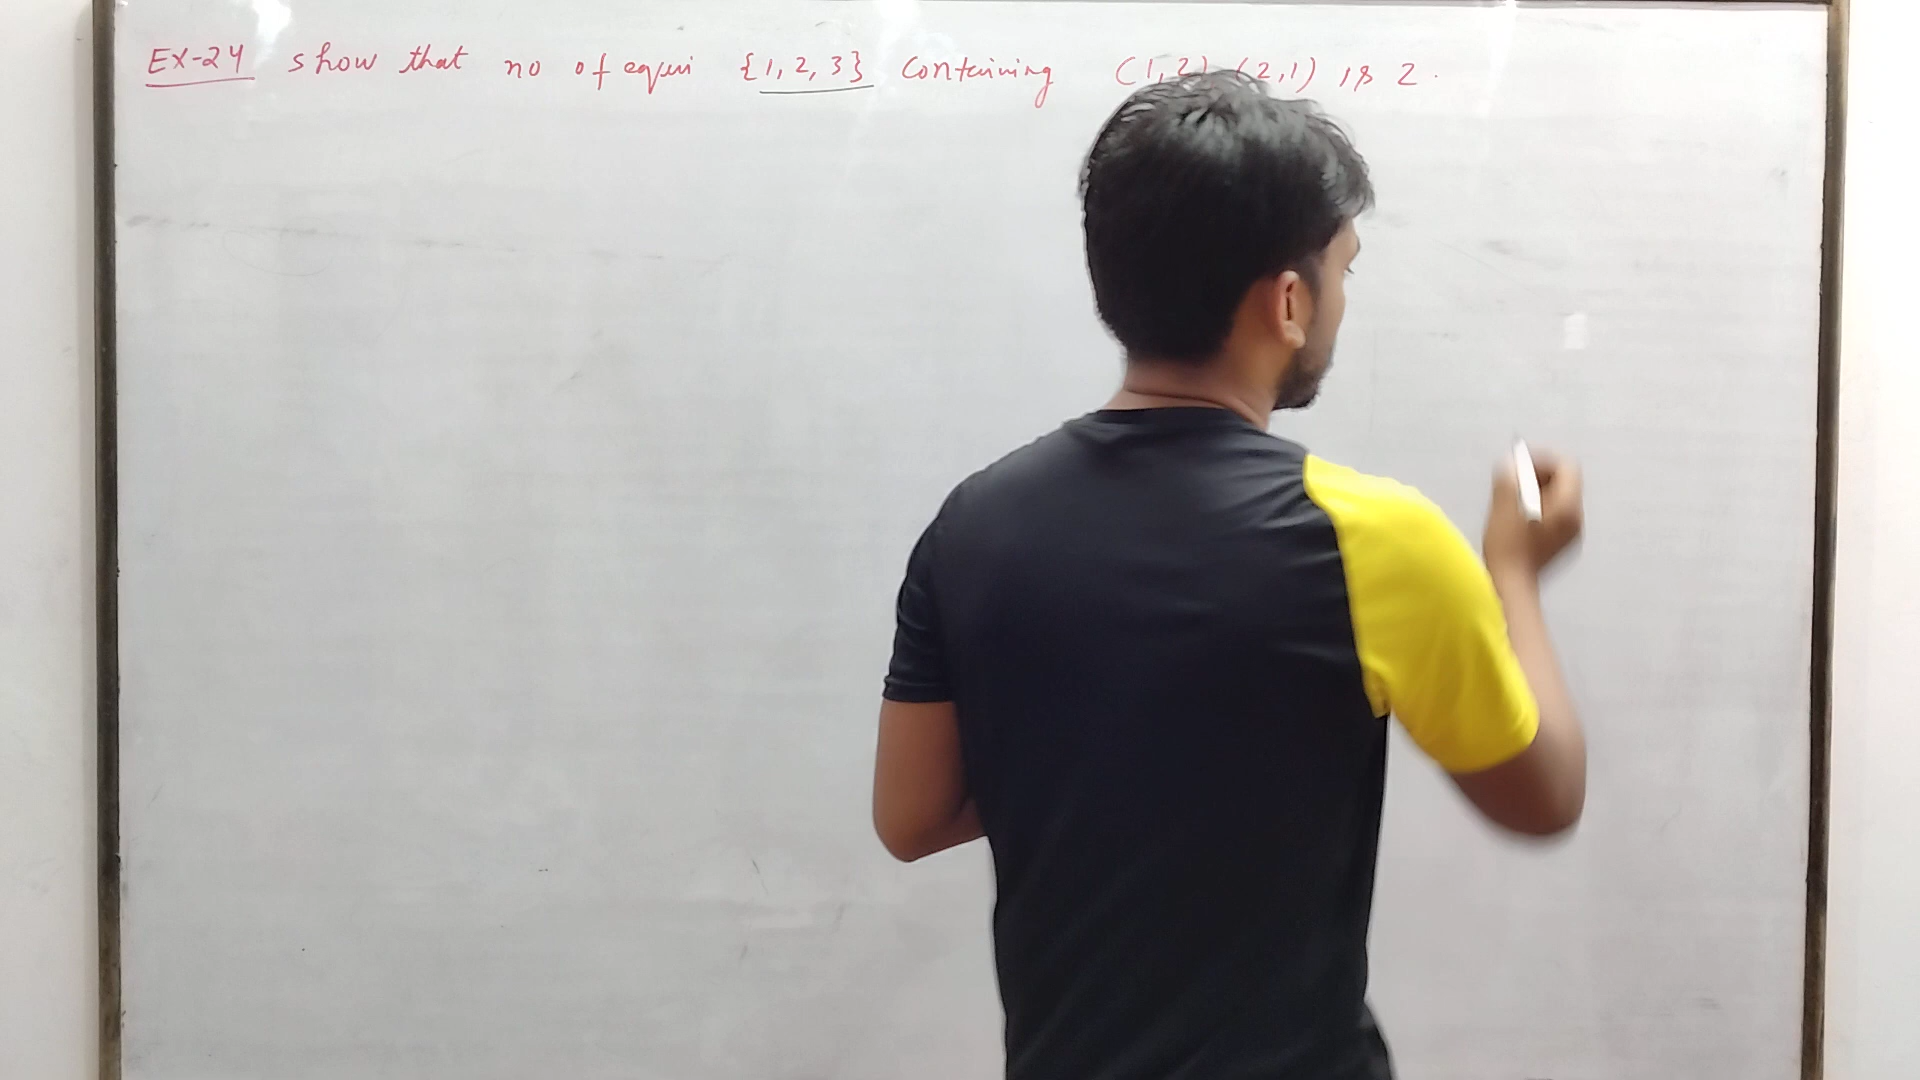 Ex-24 show that no of equi {1, 2, 3} containing (1,2) (2,1) is 2.